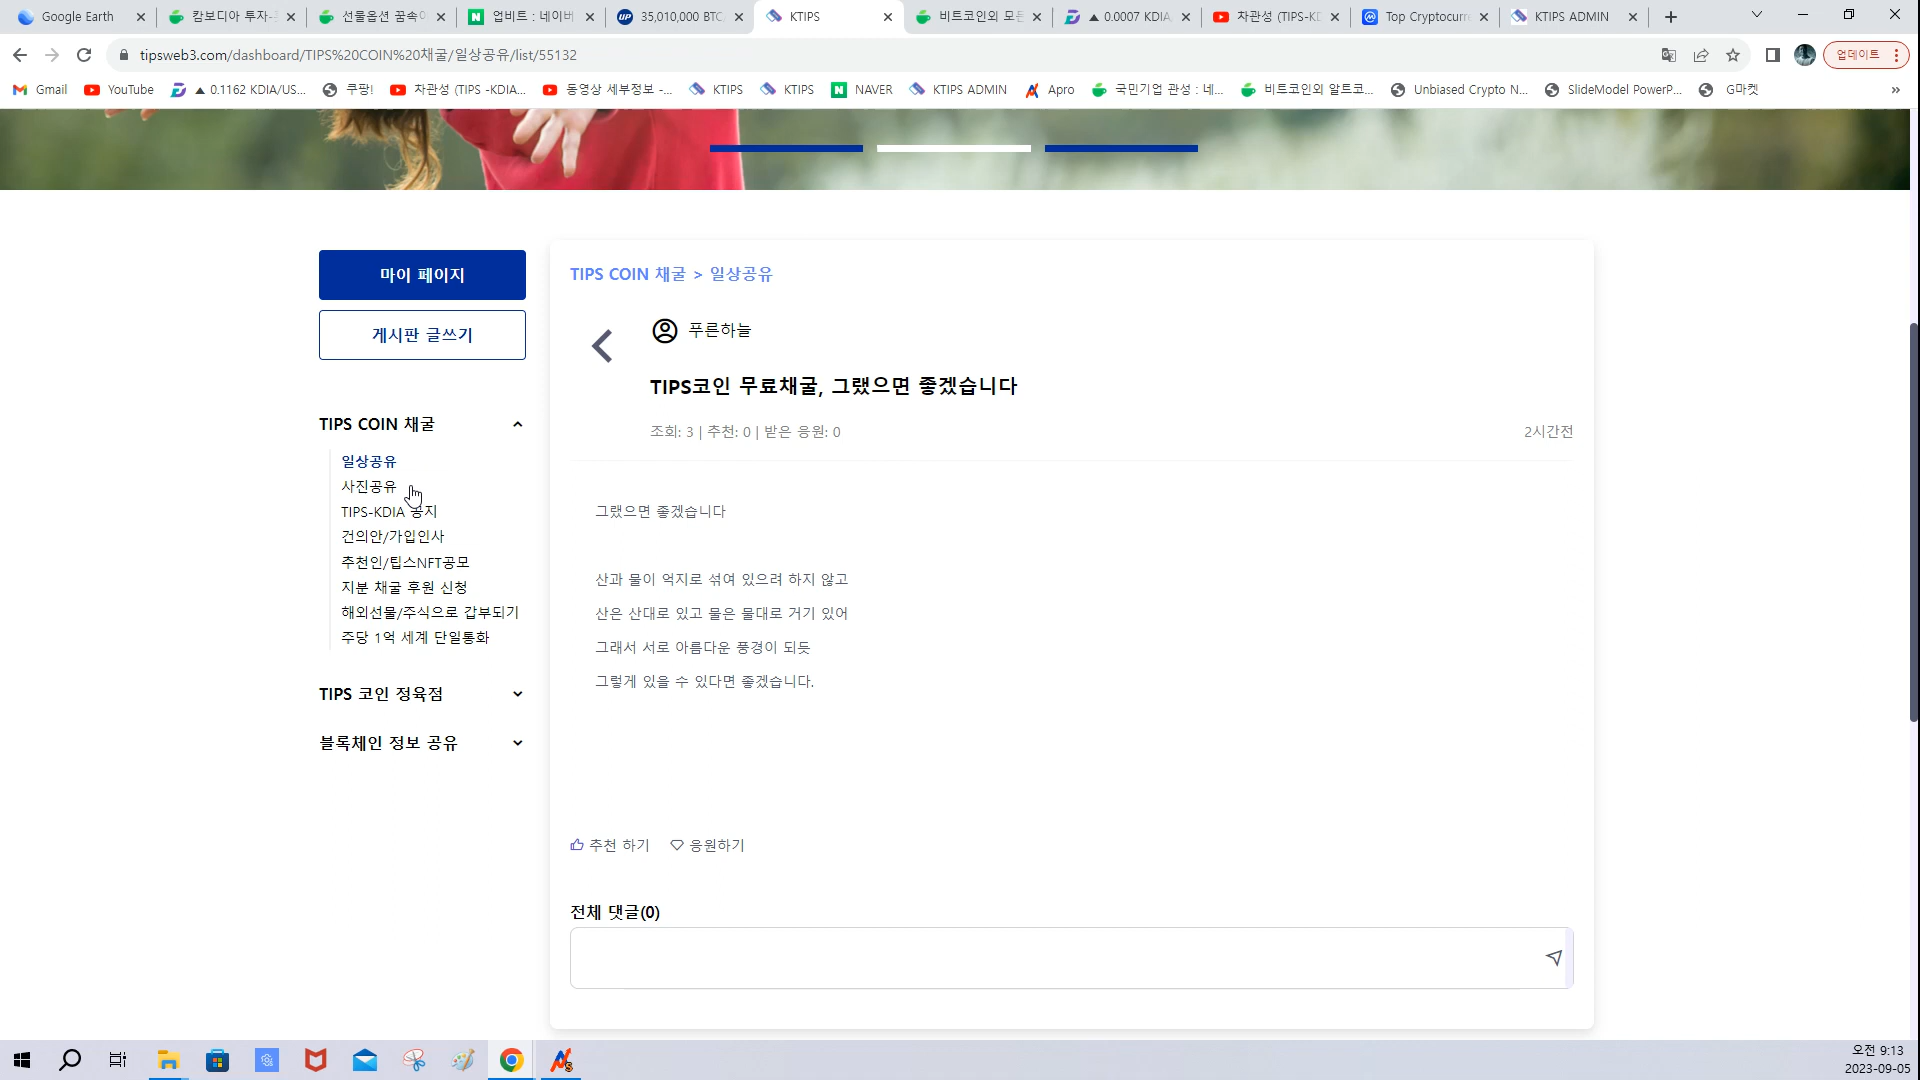 Google Earth
캄보디아 투자-
선물옵션 꿈속
업비트 : 네이버
35,010,000 BTC
KTIPS
비트코인외 모든
▲ 0.0007 KDIA
차관성 (TIPS-KD
Top Cryptocurr
KTIPS ADMIN
tipsweb3.com/dashboard/TIPS%20COIN%20채굴/일상공유/list/55132
업데이트
Gmail
YouTube
▲ 0.1162 KDIA/US...
쿠팡!
차관성 (TIPS -KDIA...
동영상 세부정보 -...
KTIPS
KTIPS
NAVER
KTIPS ADMIN
Apro
국민기업 관성 : 네...
비트코인외 알트코...
Unbiased Crypto N...
SlideModel PowerP...
G마켓
»
마이 페이지
게시판 글쓰기
TIPS COIN 채굴
일상공유
사진공유
TIPS-KDIA 공지
건의안/가입인사
추천인/팁스NFT공모
지분 채굴 후원 신청
해외선물/주식으로 갑부되기
주당 1억 세계 단일통화
TIPS 코인 정육점
블록체인 정보 공유
TIPS COIN 채굴 > 일상공유
푸른하늘
TIPS코인 무료채굴, 그랬으면 좋겠습니다
조회: 3 | 추천: 0 | 받은 응원: 0
2시간전
그랬으면 좋겠습니다
산과 물이 억지로 섞여 있으려 하지 않고
산은 산대로 있고 물은 물대로 거기 있어
그래서 서로 아름다운 풍경이 되듯
그렇게 있을 수 있다면 좋겠습니다.
추천 하기
응원하기
전체 댓글(0)
오전 9:13
2023-09-05